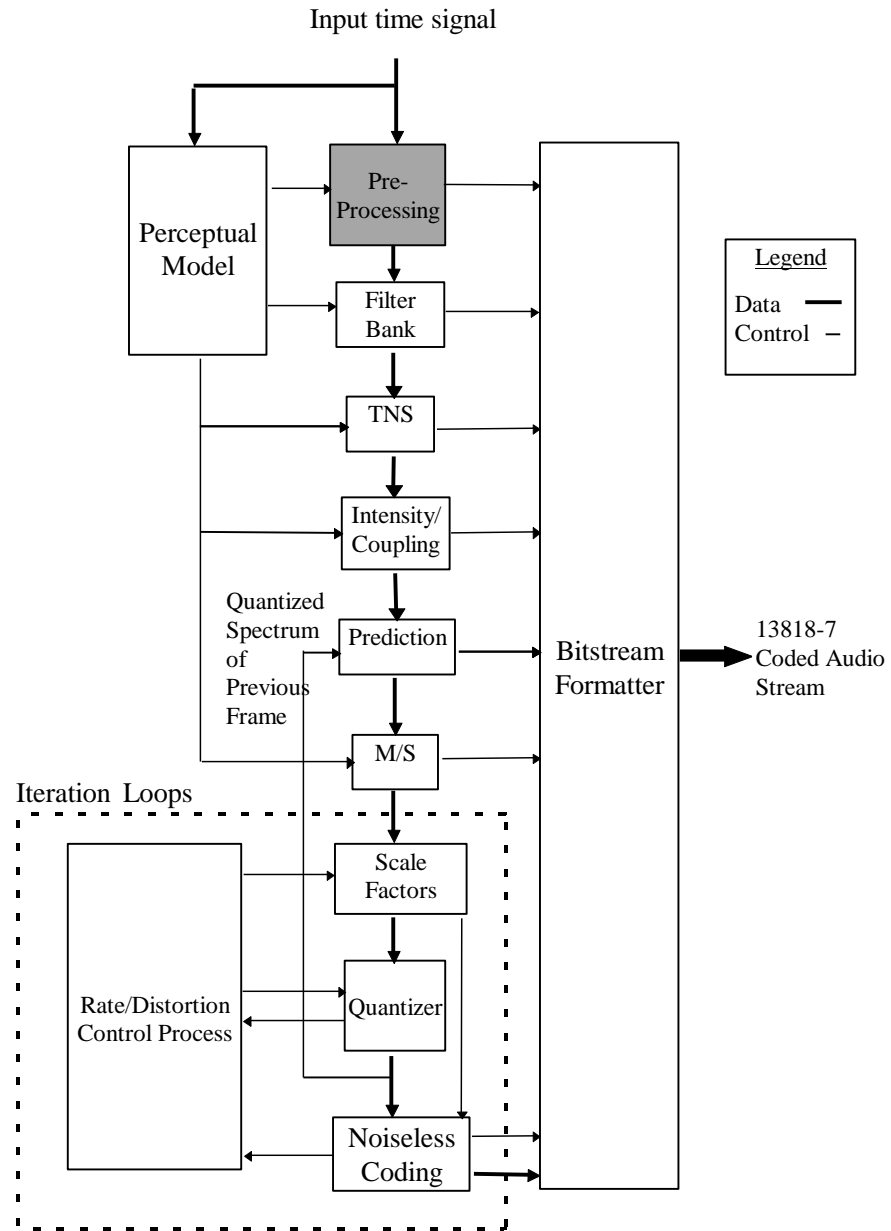 Input time signal
Pre-
Processing
Perceptual
Model
Legend
Data
Control
Filter
Bank
TNS
Intensity/
Coupling
Quantized
Spectrum
of
Previous
Frame
Prediction
Bitstream
Formatter
13818-7
Coded Audio
Stream
M/S
Iteration Loops
Scale
Factors
Rate/Distortion
Control Process
Quantizer
Noiseless
Coding